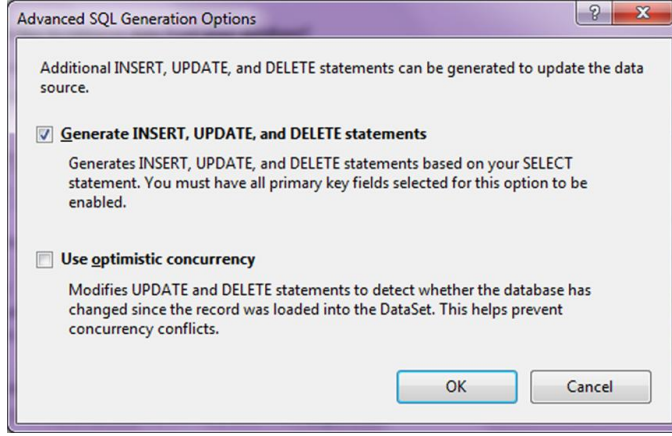 Advanced SQL Generation Options
Additional INSERT, UPDATE, and DELETE statements can be generated to update the data
source.
Generate INSERT, UPDATE, and DELETE statements
Generates INSERT, UPDATE, and DELETE statements based on your SELECT
statement. You must have all primary key fields selected for this option to be
enabled.
Use optimistic concurrency
Modifies UPDATE and DELETE statements to detect whether the database has
changed since the record was loaded into the DataSet. This helps prevent
concurrency conflicts.
OK Cancel